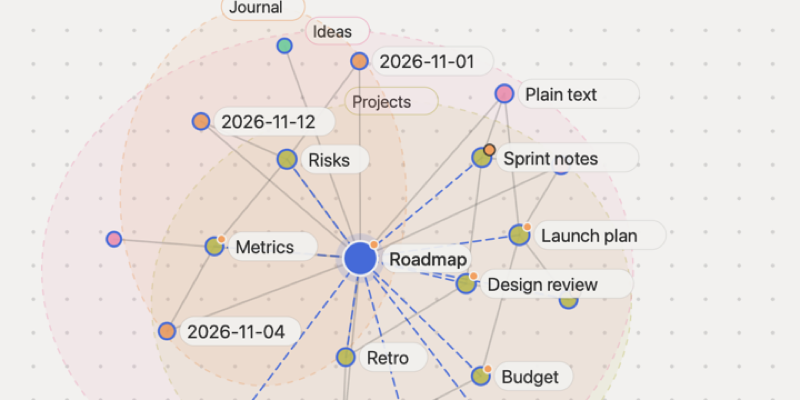 Journal
Ideas
2026-11-01
Plain text
Projects
2026-11-12
Risks
Sprint notes
Metrics
Launch plan
Roadmap
Design review
2026-11-04
Retro
Budget